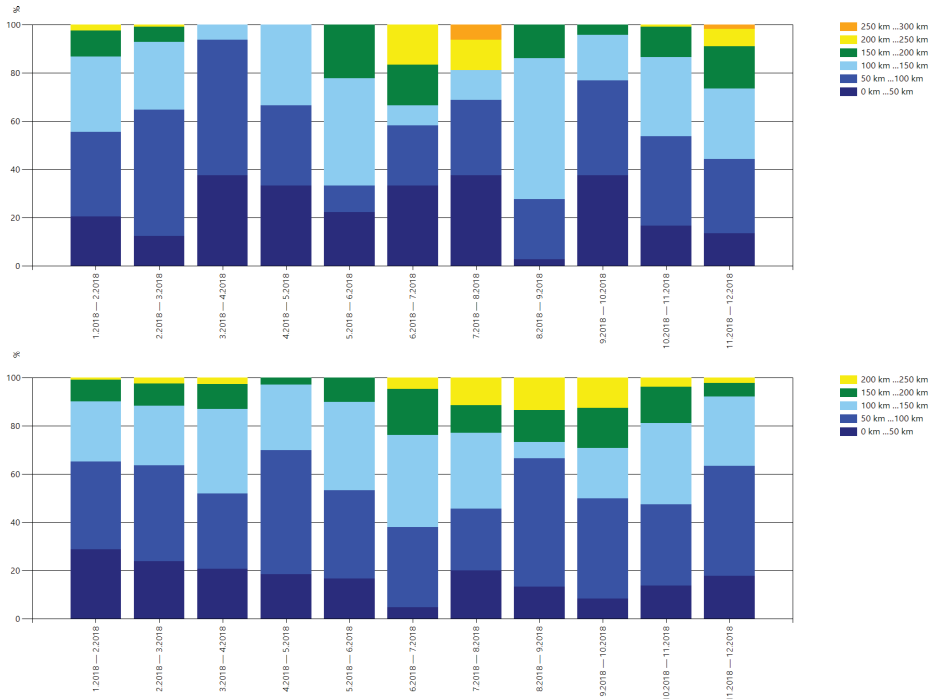 %
100
80
60
40
20
0
1.2018 — 2.2018
2.2018 — 3.2018
3.2018 — 4.2018
4.2018 — 5.2018
5.2018 — 6.2018
6.2018 — 7.2018
7.2018 — 8.2018
8.2018 — 9.2018
9.2018 — 10.2018
10.2018 — 11.2018
11.2018 — 12.2018
250 km ...300 km
200 km ...250 km
150 km ...200 km
100 km ...150 km
50 km ...100 km
0 km ...50 km
%
100
80
60
40
20
0
1.2018 — 2.2018
2.2018 — 3.2018
3.2018 — 4.2018
4.2018 — 5.2018
5.2018 — 6.2018
6.2018 — 7.2018
7.2018 — 8.2018
8.2018 — 9.2018
9.2018 — 10.2018
10.2018 — 11.2018
11.2018 — 12.2018
200 km ...250 km
150 km ...200 km
100 km ...150 km
50 km ...100 km
0 km ...50 km